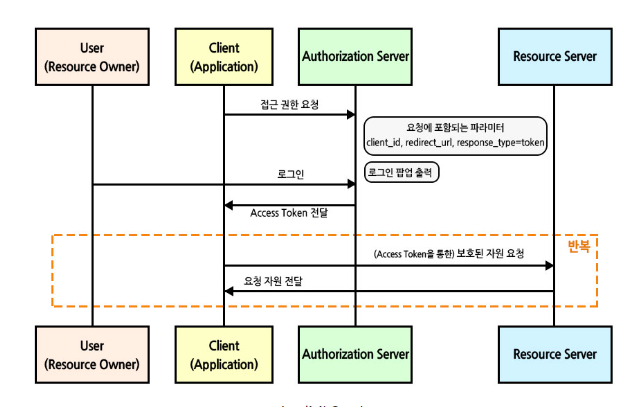 User
(Resource Owner)
Client
(Application)
Authorization Server
Resource Server
접근 권한 요청
요청에 포함되는 파라미터
client_id, redirect_url, response_type=token
로그인
로그인 팝업 출력
Access Token 전달
반복
(Access Token을 통한) 보호된 자원 요청
요청 자원 전달
User
(Resource Owner)
Client
(Application)
Authorization Server
Resource Server